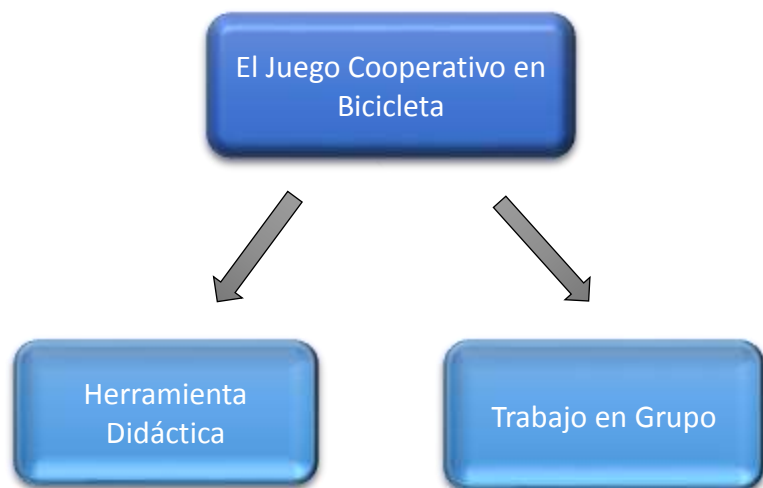 El Juego Cooperativo en
Bicicleta
Herramienta
Didáctica
Trabajo en Grupo